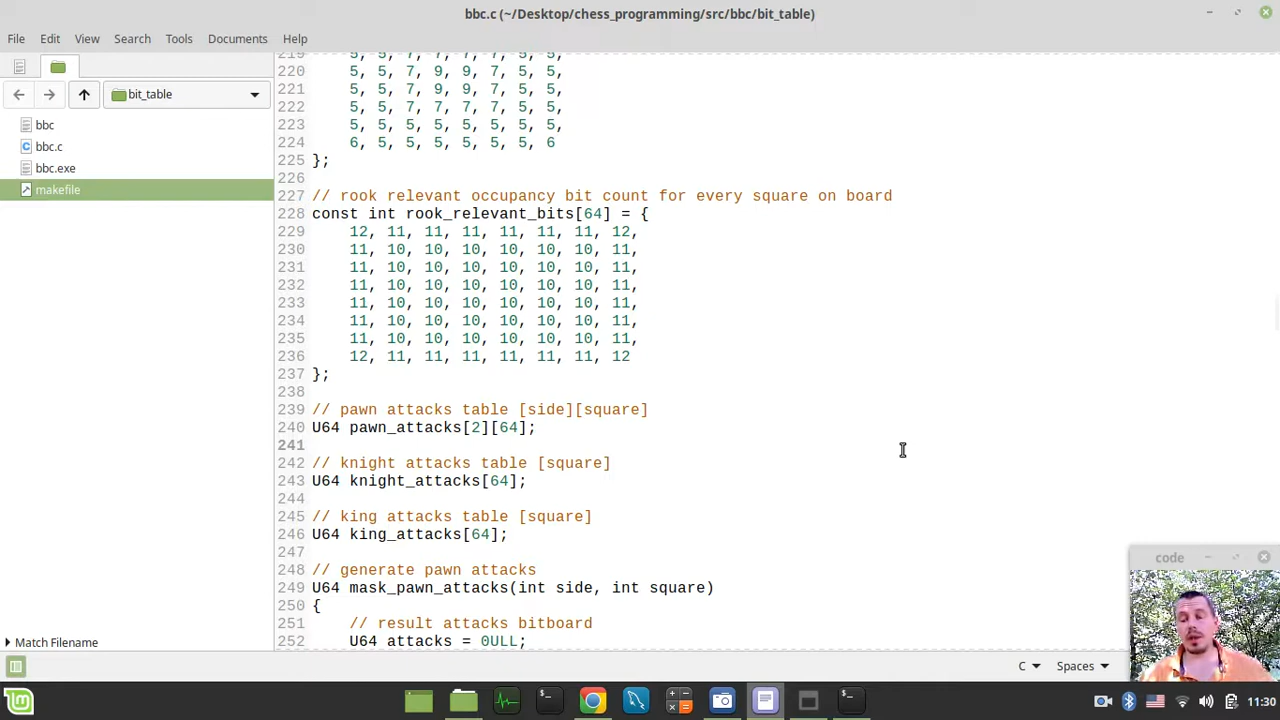 bbc.c (~/Desktop/chess_programming/src/bbc/bit_table)
File Edit View Search Tools Documents Help
bit_table
bbc
bbc.c
bbc.exe
makefile
Match Filename
219 5, 5, 7, 7, 7, 7, 5, 5,
220 5, 5, 7, 9, 9, 7, 5, 5,
221 5, 5, 7, 9, 9, 7, 5, 5,
222 5, 5, 7, 7, 7, 7, 5, 5,
223 5, 5, 5, 5, 5, 5, 5, 5,
224 6, 5, 5, 5, 5, 5, 5, 6
225 };
226
227 // rook relevant occupancy bit count for every square on board
228 const int rook_relevant_bits[64] = {
229 12, 11, 11, 11, 11, 11, 11, 12,
230 11, 10, 10, 10, 10, 10, 10, 11,
231 11, 10, 10, 10, 10, 10, 10, 11,
232 11, 10, 10, 10, 10, 10, 10, 11,
233 11, 10, 10, 10, 10, 10, 10, 11,
234 11, 10, 10, 10, 10, 10, 10, 11,
235 11, 10, 10, 10, 10, 10, 10, 11,
236 12, 11, 11, 11, 11, 11, 11, 12
237 };
238
239 // pawn attacks table [side][square]
240 U64 pawn_attacks[2][64];
241
242 // knight attacks table [square]
243 U64 knight_attacks[64];
244
245 // king attacks table [square]
246 U64 king_attacks[64];
247
248 // generate pawn attacks
249 U64 mask_pawn_attacks(int side, int square)
250 {
251 // result attacks bitboard
252 U64 attacks = 0ULL;
code
C Spaces
11:30